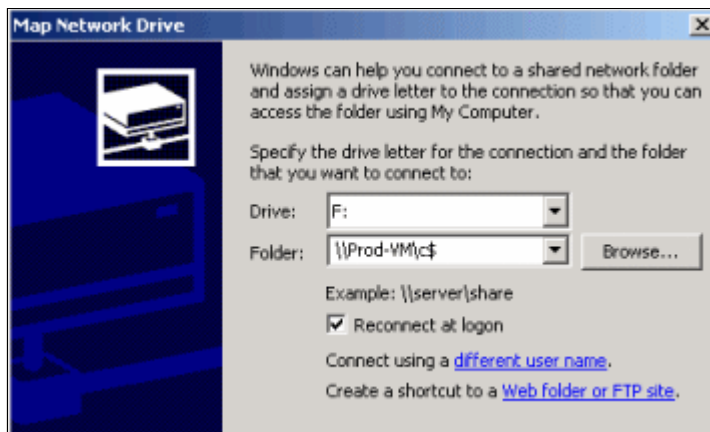 Map Network Drive
Windows can help you connect to a shared network folder
and assign a drive letter to the connection so that you can
access the folder using My Computer.
Specify the drive letter for the connection and the folder
that you want to connect to:
Drive: F:
Folder: \\Prod-VM\c$ Browse...
Example: \\server\share
Reconnect at logon
Connect using a different user name.
Create a shortcut to a Web folder or FTP site.